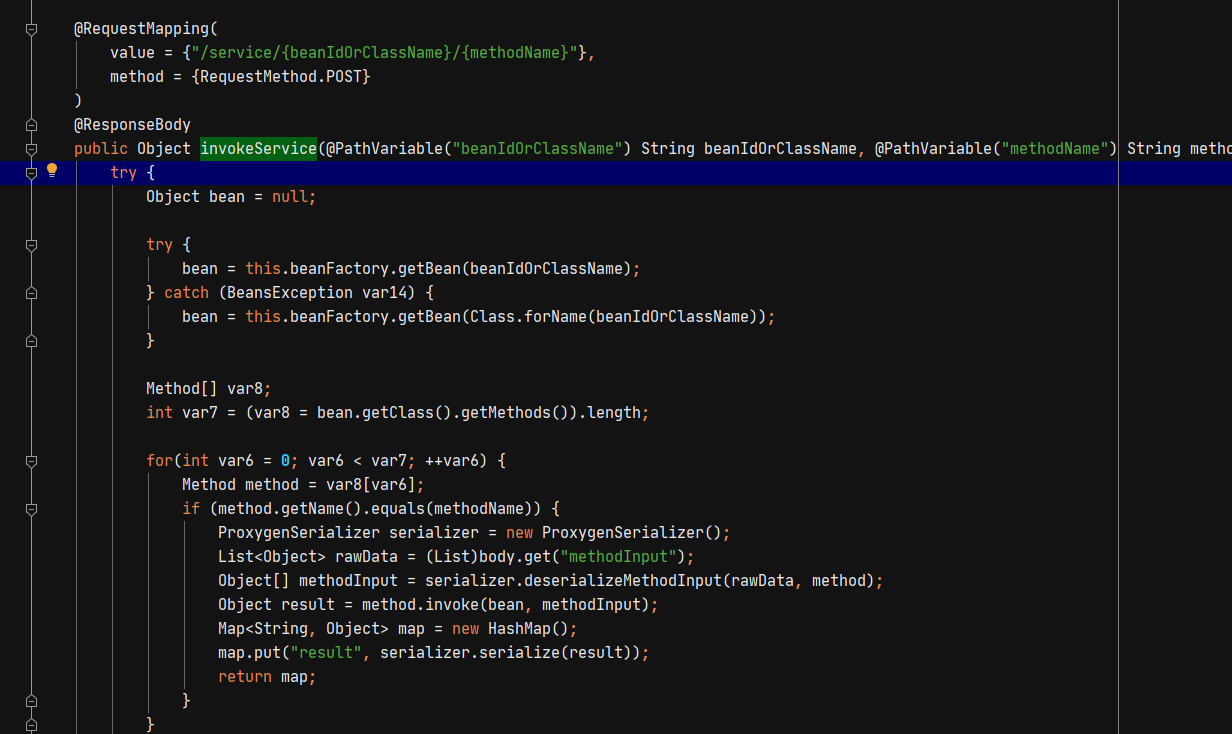 @RequestMapping(
value = {"/service/{beanIdOrClassName}/{methodName}"},
method = {RequestMethod.POST}
)
@ResponseBody
public Object invokeService(@PathVariable("beanIdOrClassName") String beanIdOrClassName, @PathVariable("methodName") String metho
try {
Object bean = null;
try {
bean = this.beanFactory.getBean(beanIdOrClassName);
} catch (BeansException var14) {
bean = this.beanFactory.getBean(Class.forName(beanIdOrClassName));
}
Method[] var8;
int var7 = (var8 = bean.getClass().getMethods()).length;
for(int var6 = 0; var6 < var7; ++var6) {
Method method = var8[var6];
if (method.getName().equals(methodName)) {
ProxygenSerializer serializer = new ProxygenSerializer();
List<Object> rawData = (List)body.get("methodInput");
Object[] methodInput = serializer.deserializeMethodInput(rawData, method);
Object result = method.invoke(bean, methodInput);
Map<String, Object> map = new HashMap();
map.put("result", serializer.serialize(result));
return map;
}
}